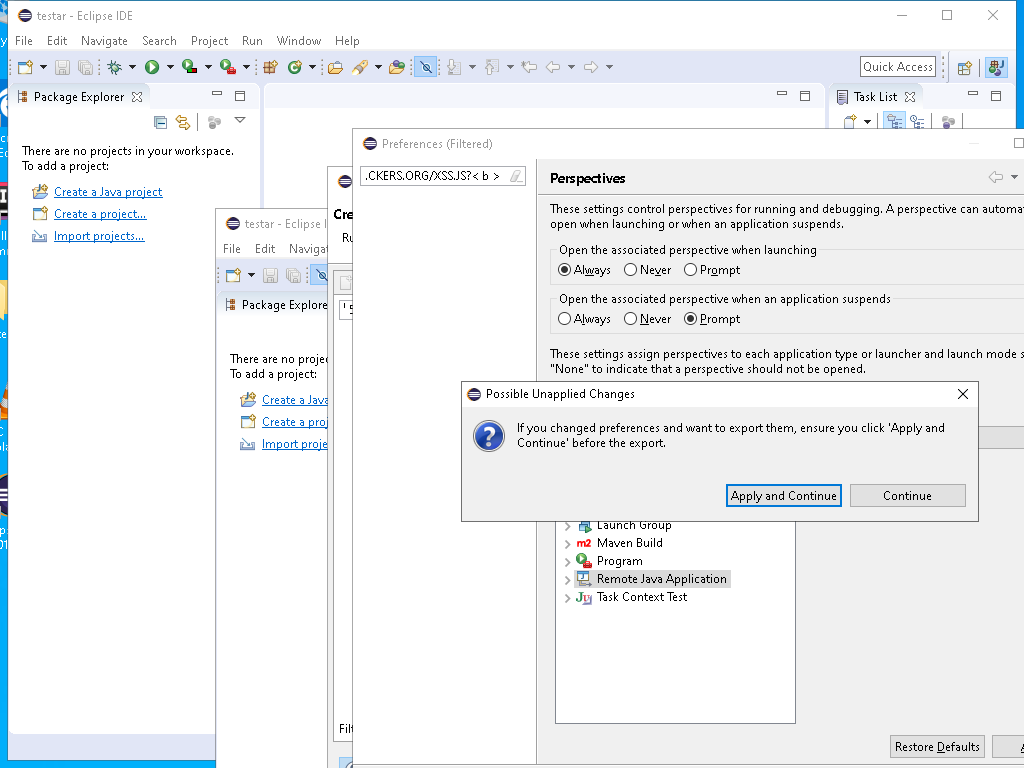 testar - Eclipse IDE
File Edit Navigate Search Project Run Window Help
Quick Access
Package Explorer
Task List
There are no projects in your workspace.
To add a project:
Create a Java project
Create a project...
Import projects...
testar - Eclipse I
File Edit Naviga
Package Explore
There are no proje
To add a project:
Create a Java
Create a proj
Import proje
Cre
Ru
Filt
Preferences (Filtered)
.CKERS.ORG/XSS.JS?< b >
Perspectives
These settings control perspectives for running and debugging. A perspective can automa
open when launching or when an application suspends.
Open the associated perspective when launching
Always Never Prompt
Open the associated perspective when an application suspends
Always Never Prompt
These settings assign perspectives to each application type or launcher and launch mode s
"None" to indicate that a perspective should not be opened.
Possible Unapplied Changes
If you changed preferences and want to export them, ensure you click 'Apply and
Continue' before the export.
Apply and Continue Continue
Launch Group
m2 Maven Build
Program
Remote Java Application
Ju Task Context Test
Restore Defaults